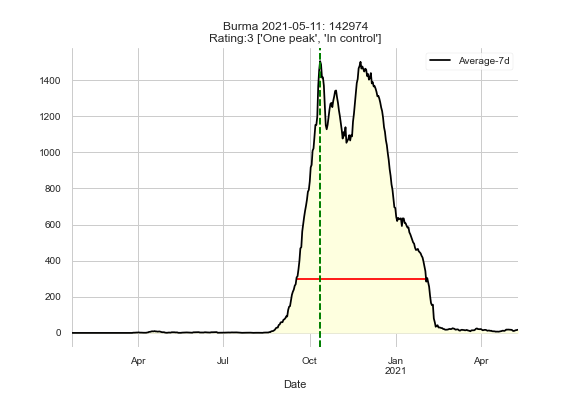 Burma 2021-05-11: 142974
Rating:3 ['One peak', 'In control']
Average-7d
1400
1200
1000
800
600
400
200
0
Apr
Jul
Oct
Jan
2021
Apr
Date